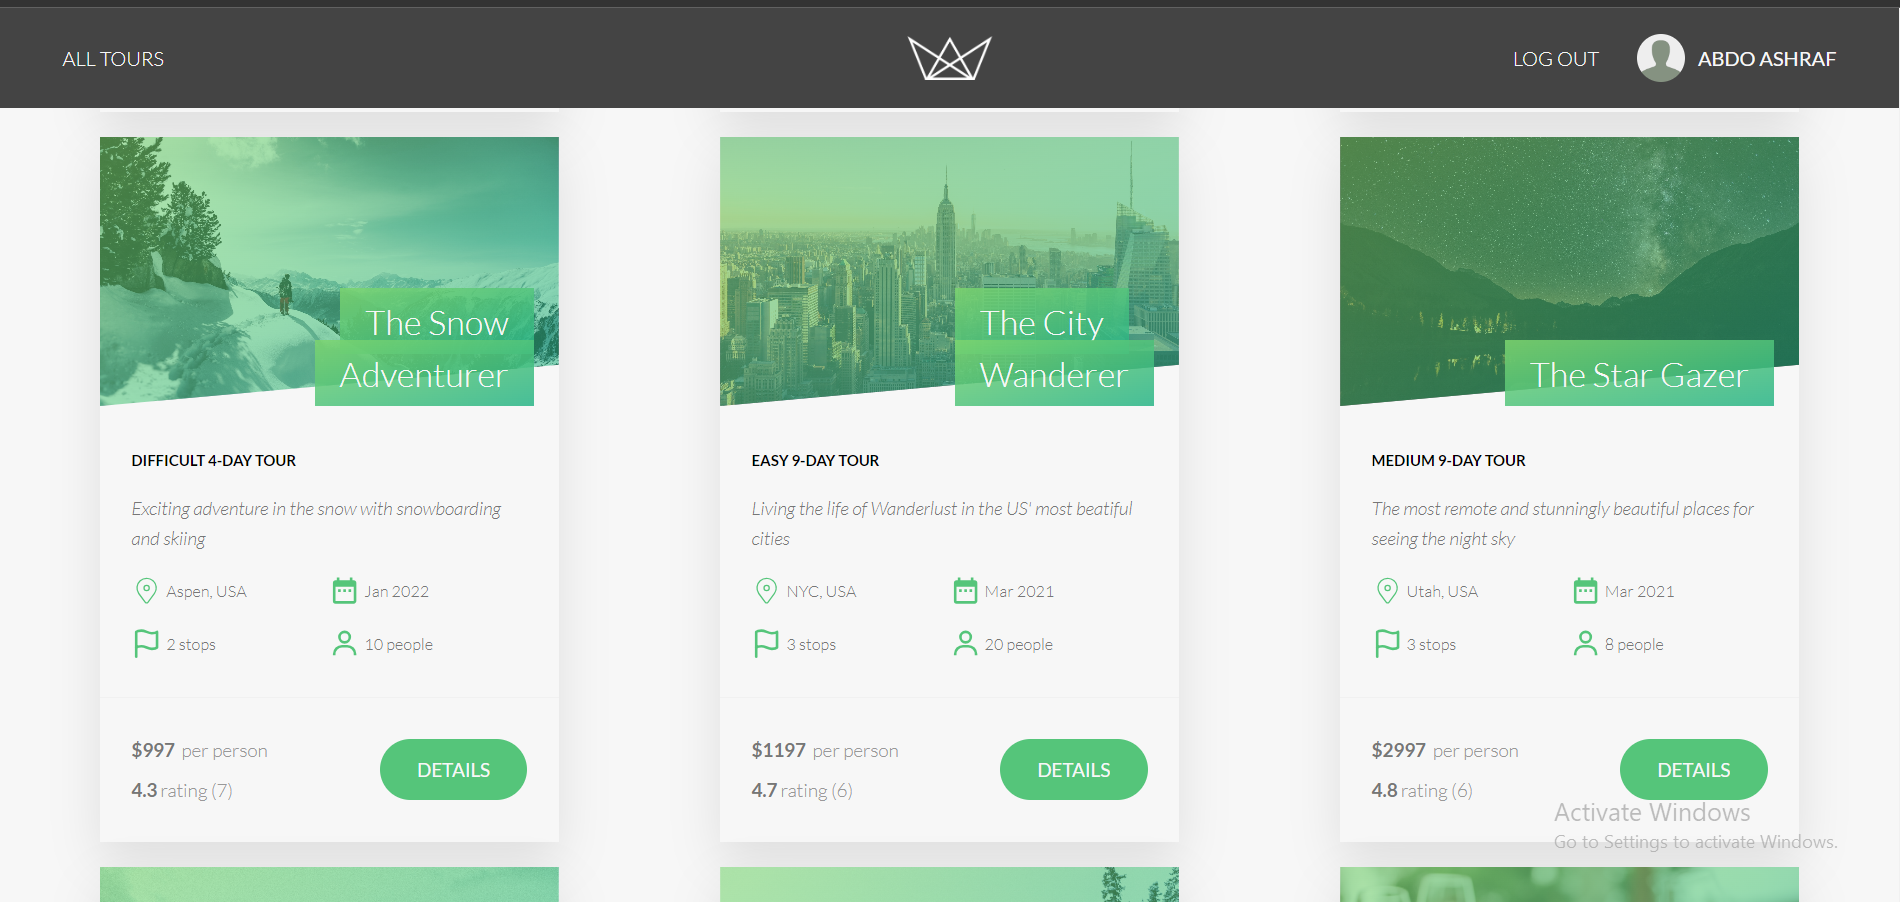 ALL TOURS
LOG OUT
ABDO ASHRAF
The Snow
Adventurer
DIFFICULT 4-DAY TOUR
Exciting adventure in the snow with snowboarding
and skiing
Aspen, USA
Jan 2022
2 stops
10 people
$997 per person
4.3 rating (7)
DETAILS
The City
Wanderer
EASY 9-DAY TOUR
Living the life of Wanderlust in the US' most beatiful
cities
NYC, USA
Mar 2021
3 stops
20 people
$1197 per person
4.7 rating (6)
DETAILS
The Star Gazer
MEDIUM 9-DAY TOUR
The most remote and stunningly beautiful places for
seeing the night sky
Utah, USA
Mar 2021
3 stops
8 people
$2997 per person
4.8 rating (6)
DETAILS
Activate Windows
Go to Settings to activate Windows.